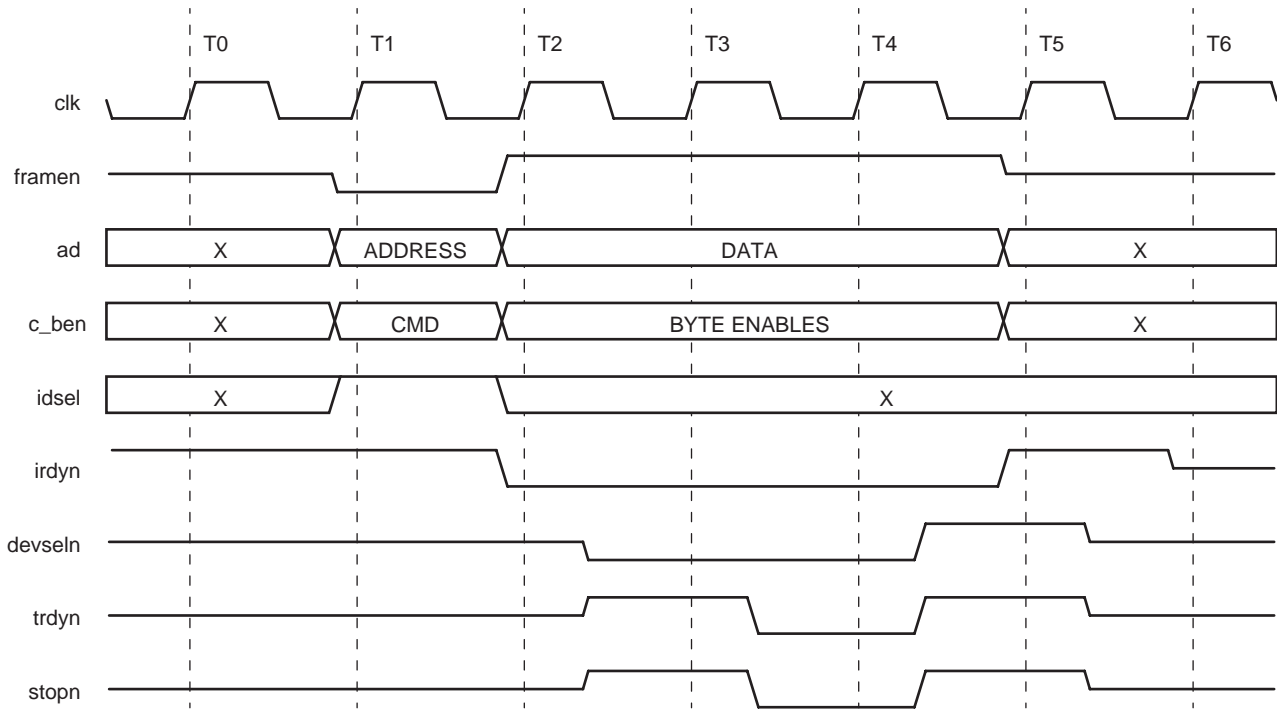 T0 T1 T2 T3 T4 T5 T6
clk
framen
ad X ADDRESS DATA X
c_ben X CMD BYTE ENABLES X
idsel X X
irdyn
devseln
trdyn
stopn